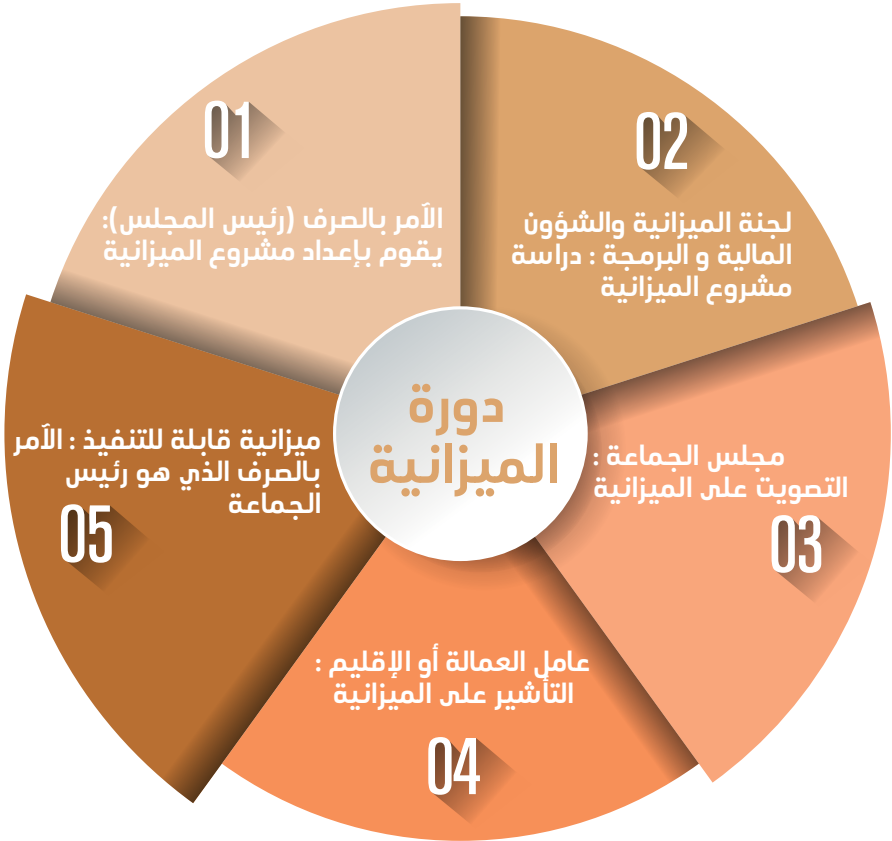 دورة
الميزانية
01
الآمر بالصرف (رئيس المجلس):
يقوم بإعداد مشروع الميزانية
02
لجنة الميزانية والشؤون
المالية و البرمجة : دراسة
مشروع الميزانية
مجلس الجماعة :
التصويت على الميزانية
03
عامل العمالة أو الإقليم :
التأشير على الميزانية
04
ميزانية قابلة للتنفيذ : الآمر
بالصرف الذي هو رئيس
الجماعة
05